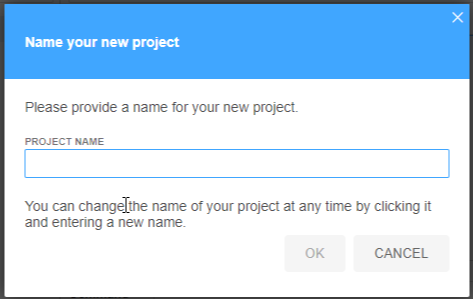 Name your new project
Please provide a name for your new project.
PROJECT NAME
You can change the name of your project at any time by clicking it
and entering a new name.
OK CANCEL